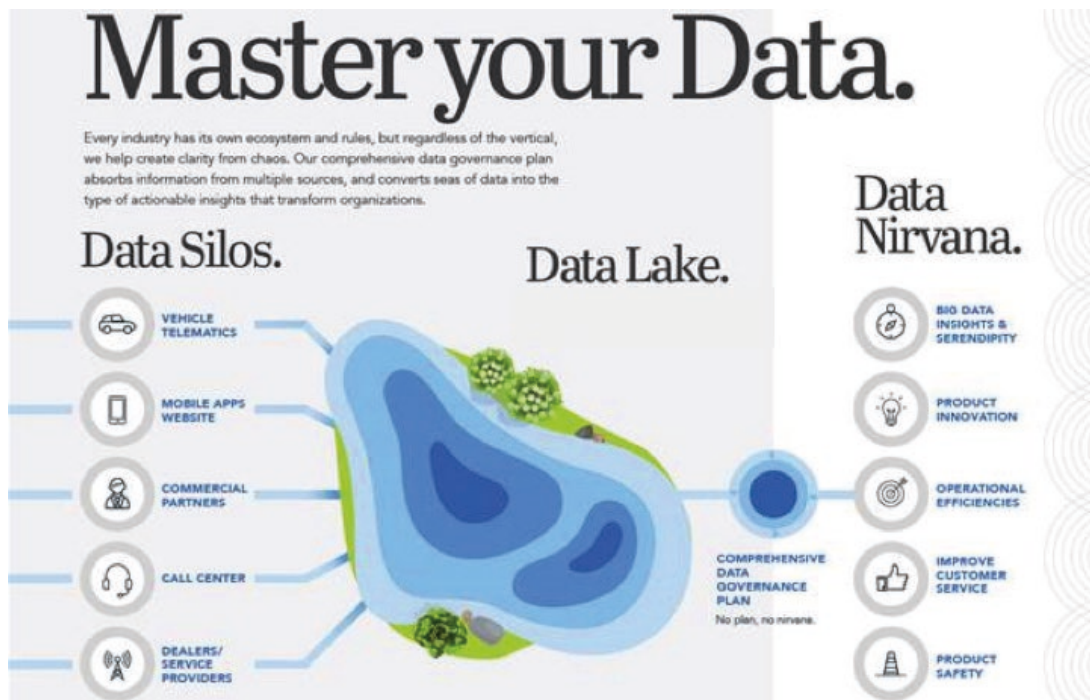 Master your Data.
Every industry has its own ecosystem and rules, but regardless of the vertical,
we help create clarity from chaos. Our comprehensive data governance plan
absorbs information from multiple sources, and converts seas of data into the
type of actionable insights that transform organizations.
Data Silos.
VEHICLE
TELEMATICS
MOBILE APPS
WEBSITE
COMMERCIAL
PARTNERS
CALL CENTER
DEALERS/
SERVICE
PROVIDERS
Data Lake.
COMPREHENSIVE
DATA
GOVERNANCE
PLAN
No plan, no nirvana.
Data
Nirvana.
BIG DATA
INSIGHTS &
SERENDIPITY
PRODUCT
INNOVATION
OPERATIONAL
EFFICIENCIES
IMPROVE
CUSTOMER
SERVICE
PRODUCT
SAFETY